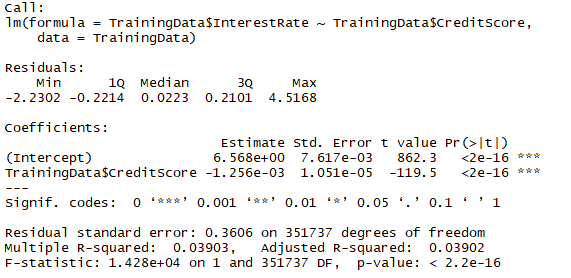 Call:
lm(formula = TrainingData$InterestRate ~ TrainingData$CreditScore,
    data = TrainingData)

Residuals:
    Min      1Q  Median      3Q     Max
-2.2302 -0.2214  0.0223  0.2101  4.5168

Coefficients:
                           Estimate Std. Error t value Pr(>|t|)
(Intercept)               6.568e+00  7.617e-03   862.3   <2e-16 ***
TrainingData$CreditScore -1.256e-03  1.051e-05  -119.5   <2e-16 ***
---
Signif. codes:  0 ‘***’ 0.001 ‘**’ 0.01 ‘*’ 0.05 ‘.’ 0.1 ‘ ’ 1

Residual standard error: 0.3606 on 351737 degrees of freedom
Multiple R-squared:  0.03903,   Adjusted R-squared:  0.03902
F-statistic: 1.428e+04 on 1 and 351737 DF,  p-value: < 2.2e-16